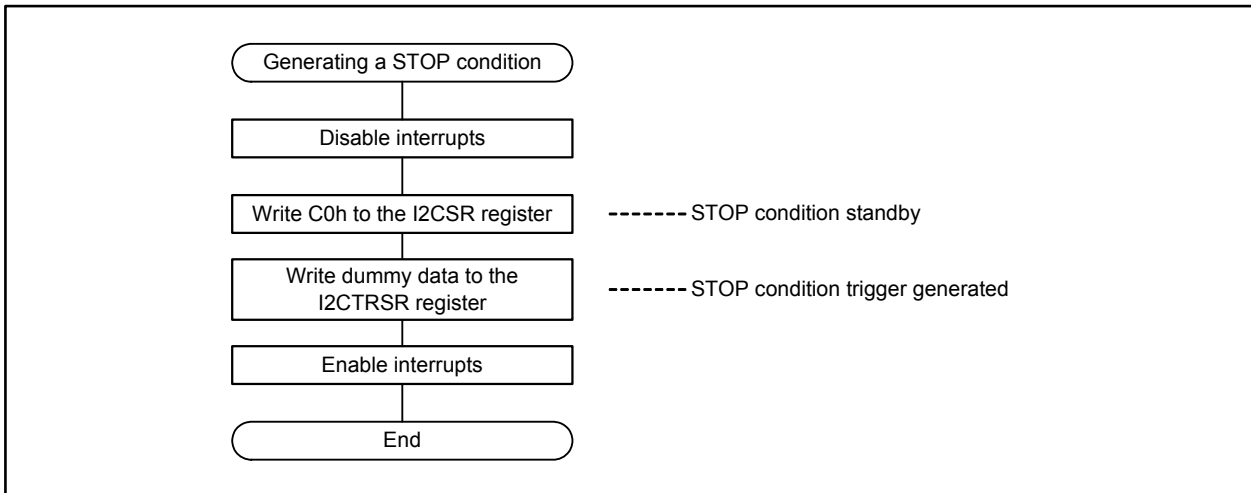 Generating a STOP condition
Disable interrupts
Write C0h to the I2CSR register
STOP condition standby
Write dummy data to the
I2CTRSR register
STOP condition trigger generated
Enable interrupts
End